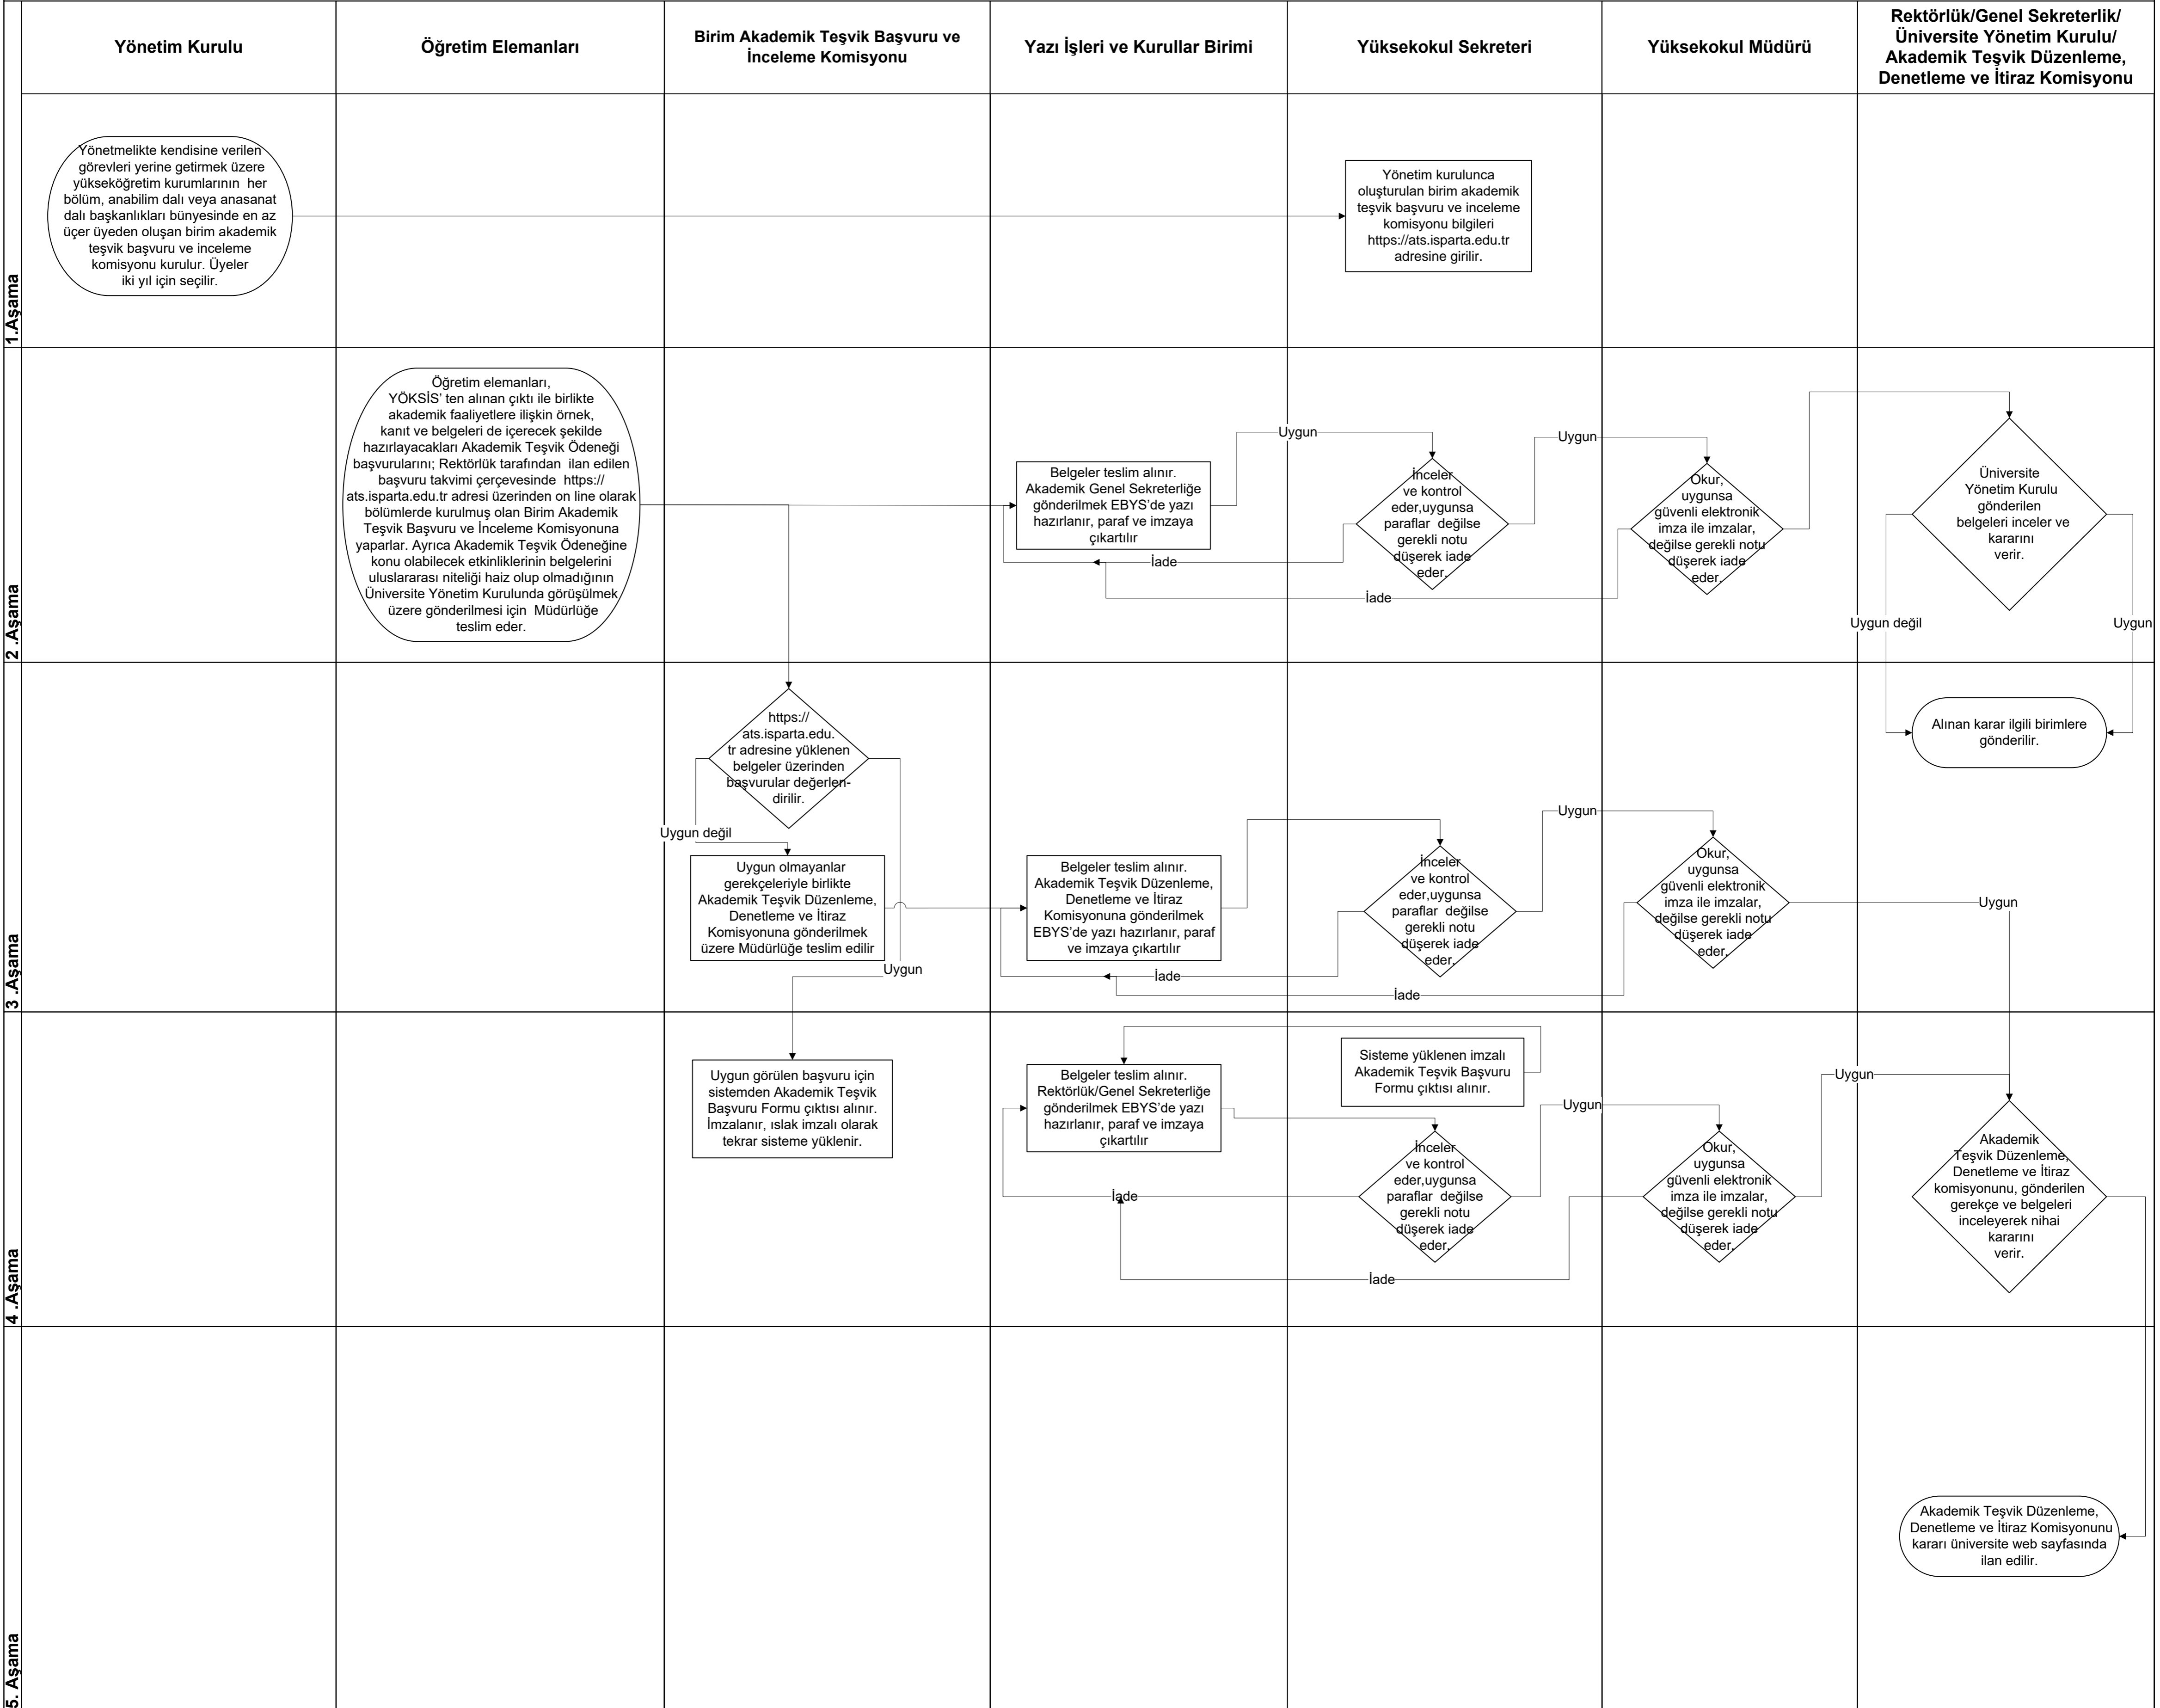 Yönetim Kurulu
Öğretim Elemanları
Birim Akademik Teşvik Başvuru ve
İnceleme Komisyonu
Yazı İşleri ve Kurullar Birimi
Yüksekokul Sekreteri
Yüksekokul Müdürü
Rektörlük/Genel Sekreterlik/
Üniversite Yönetim Kurulu/
Akademik Teşvik Düzenleme,
Denetleme ve İtiraz Komisyonu
1.Aşama
Yönetmelikte kendisine verilen
görevleri yerine getirmek üzere
yükseköğretim kurumlarının her
bölüm, anabilim dalı veya anasanat
dalı başkanlıkları bünyesinde en az
üçer üyeden oluşan birim akademik
teşvik başvuru ve inceleme
komisyonu kurulur. Üyeler
iki yıl için seçilir.
Yönetim kurulunca
oluşturulan birim akademik
teşvik başvuru ve inceleme
komisyonu bilgileri
https://ats.isparta.edu.tr
adresine girilir.
2 .Aşama
Öğretim elemanları,
YÖKSİS' ten alınan çıktı ile birlikte
akademik faaliyetlere ilişkin örnek,
kanıt ve belgeleri de içerecek şekilde
hazırlayacakları Akademik Teşvik Ödeneği
başvurularını; Rektörlük tarafından ilan edilen
başvuru takvimi çerçevesinde https://
ats.isparta.edu.tr adresi üzerinden on line olarak
bölümlerde kurulmuş olan Birim Akademik
Teşvik Başvuru ve İnceleme Komisyonuna
yaparlar. Ayrıca Akademik Teşvik Ödeneğine
konu olabilecek etkinliklerinin belgelerini
uluslararası niteliği haiz olup olmadığının
Üniversite Yönetim Kurulunda görüşülmek
üzere gönderilmesi için Müdürlüğe
teslim eder.
Belgeler teslim alınır.
Akademik Genel Sekreterliğe
gönderilmek EBYS'de yazı
hazırlanır, paraf ve imzaya
çıkartılır
Uygun
İnceler
ve kontrol
eder,uygunsa
paraflar değilse
gerekli notu
düşerek iade
eder.
Uygun
Okur,
uygunsa
güvenli elektronik
imza ile imzalar,
değilse gerekli notu
düşerek iade
eder.
Üniversite
Yönetim Kurulu
gönderilen
belgeleri inceler ve
kararını
verir.
İade
İade
Uygun değil
Uygun
3 .Aşama
https://
ats.isparta.edu.
tr adresine yüklenen
belgeler üzerinden
başvurular değerlen-
dirilir.
Alınan karar ilgili birimlere
gönderilir.
Uygun değil
Uygun olmayanlar
gerekçeleriyle birlikte
Akademik Teşvik Düzenleme,
Denetleme ve İtiraz
Komisyonuna gönderilmek
üzere Müdürlüğe teslim edilir
Uygun
Belgeler teslim alınır.
Akademik Teşvik Düzenleme,
Denetleme ve İtiraz
Komisyonuna gönderilmek
EBYS'de yazı hazırlanır, paraf
ve imzaya çıkartılır
İnceler
ve kontrol
eder,uygunsa
paraflar değilse
gerekli notu
düşerek iade
eder.
Uygun
Okur,
uygunsa
güvenli elektronik
imza ile imzalar,
değilse gerekli notu
düşerek iade
eder.
Uygun
İade
İade
4 .Aşama
Uygun görülen başvuru için
sistemden Akademik Teşvik
Başvuru Formu çıktısı alınır.
İmzalanır, ıslak imzalı olarak
tekrar sisteme yüklenir.
Belgeler teslim alınır.
Rektörlük/Genel Sekreterliğe
gönderilmek EBYS'de yazı
hazırlanır, paraf ve imzaya
çıkartılır
Sisteme yüklenen imzalı
Akademik Teşvik Başvuru
Formu çıktısı alınır.
İnceler
ve kontrol
eder,uygunsa
paraflar değilse
gerekli notu
düşerek iade
eder.
Uygun
Okur,
uygunsa
güvenli elektronik
imza ile imzalar,
değilse gerekli notu
düşerek iade
eder.
Uygun
Akademik
Teşvik Düzenleme,
Denetleme ve İtiraz
komisyonunu, gönderilen
gerekçe ve belgeleri
inceleyerek nihai
kararını
verir.
İade
İade
5. Aşama
Akademik Teşvik Düzenleme,
Denetleme ve İtiraz Komisyonunu
kararı üniversite web sayfasında
ilan edilir.